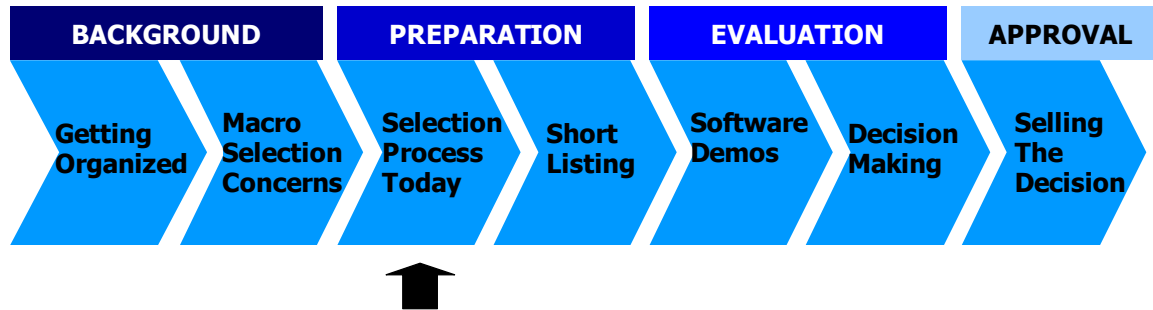 BACKGROUND
PREPARATION
EVALUATION
APPROVAL
Getting
Organized
Macro
Selection
Concerns
Selection
Process
Today
Short
Listing
Software
Demos
Decision
Making
Selling
The
Decision